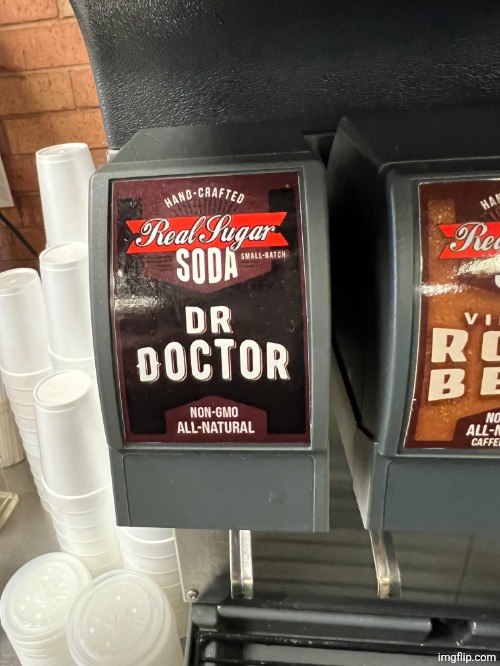 HAND-CRAFTED
Real Sugar
SODA
SMALL-BATCH
DR
DOCTOR
NON-GMO
ALL-NATURAL
imgflip.com